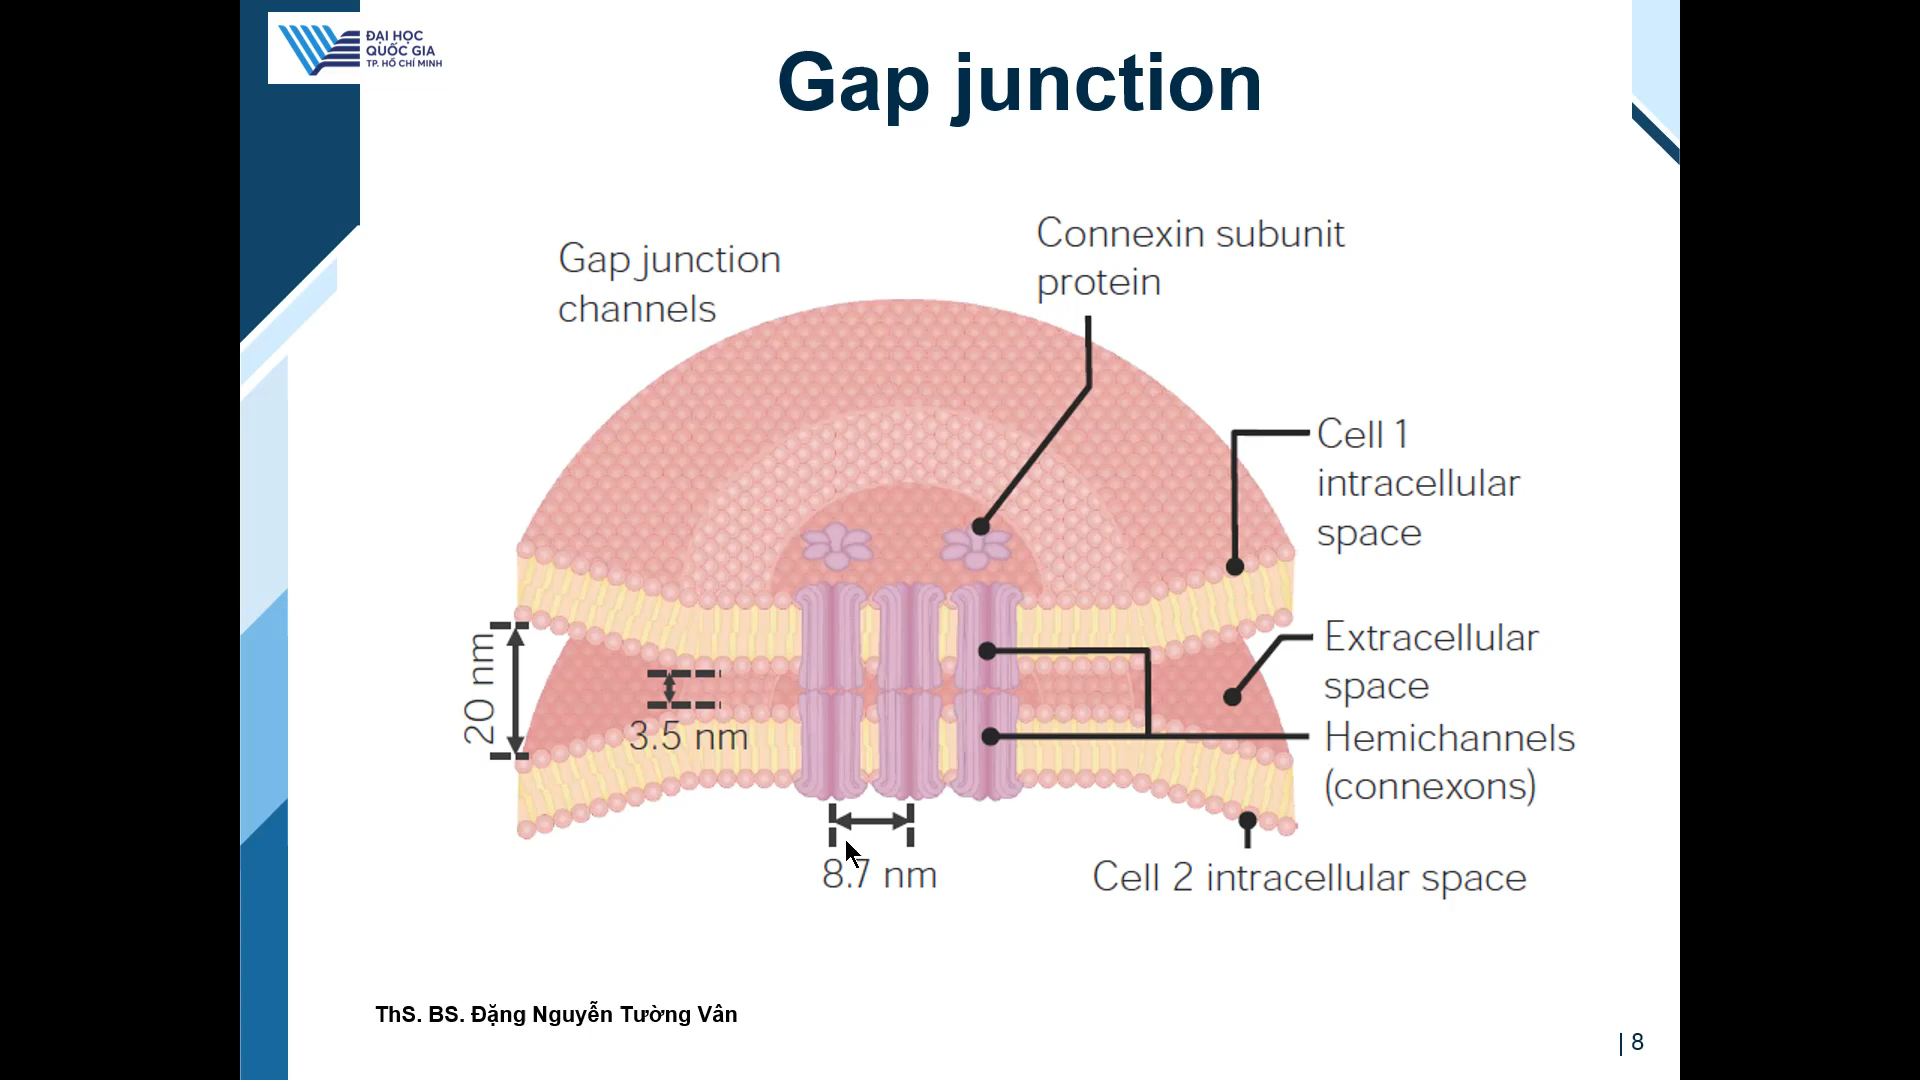 ĐẠI HỌC
QUỐC GIA
TP. HỒ CHÍ MINH
Gap junction
Gap junction
channels
Connexin subunit
protein
Cell 1
intracellular
space
20 nm
3.5 nm
Extracellular
space
Hemichannels
(connexons)
8.7 nm
Cell 2 intracellular space
ThS. BS. Đặng Nguyễn Tường Vân
| 8